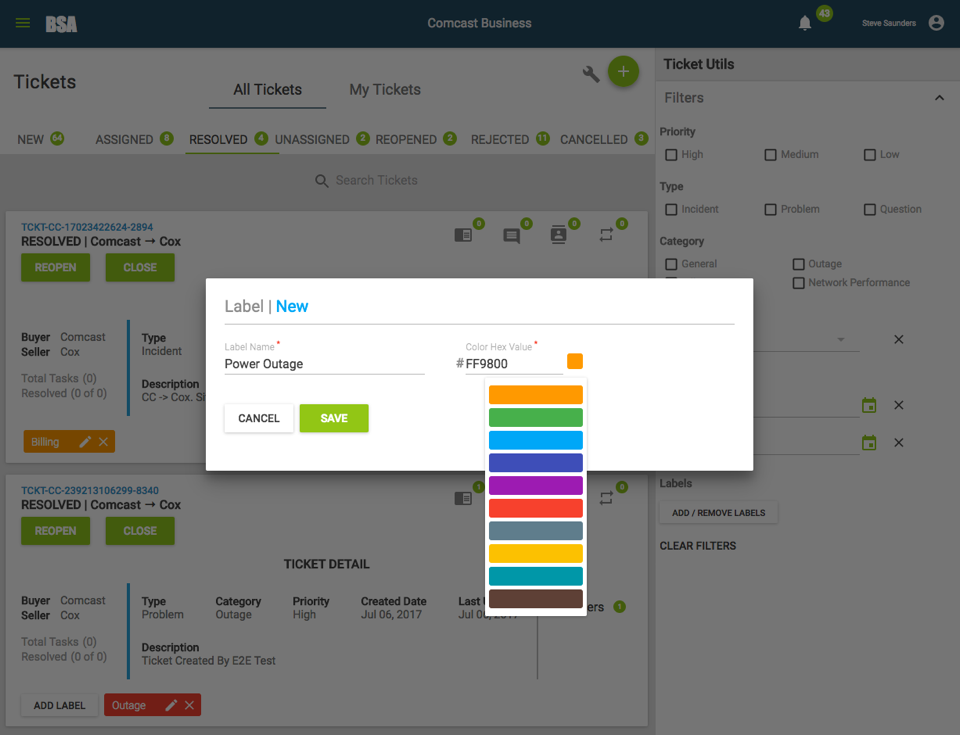 BSA
Comcast Business
43
Steve Saunders
Tickets
All Tickets
My Tickets
NEW 64
ASSIGNED 8
RESOLVED 4
UNASSIGNED 2
REOPENED 2
REJECTED 11
CANCELLED 3
Search Tickets
TCKT-CC-17023422624-2894
RESOLVED | Comcast → Cox
0
0
0
0
REOPEN
CLOSE
Buyer Comcast
Seller Cox
Total Tasks (0)
Resolved (0 of 0)
Type
Incident
Description
CC -> Cox. Si
Billing
Label | New
Label Name *
Power Outage
Color Hex Value *
#FF9800
CANCEL
SAVE
TCKT-CC-239213106299-8340
RESOLVED | Comcast → Cox
1
0
REOPEN
CLOSE
TICKET DETAIL
Buyer Comcast
Seller Cox
Total Tasks (0)
Resolved (0 of 0)
Type
Problem
Category
Outage
Priority
High
Created Date
Jul 06, 2017
Last
Jul 06, 2017
ers 1
Description
Ticket Created By E2E Test
ADD LABEL
Outage
Ticket Utils
Filters
Priority
High
Medium
Low
Type
Incident
Problem
Question
Category
General
Outage
Network Performance
Labels
ADD / REMOVE LABELS
CLEAR FILTERS